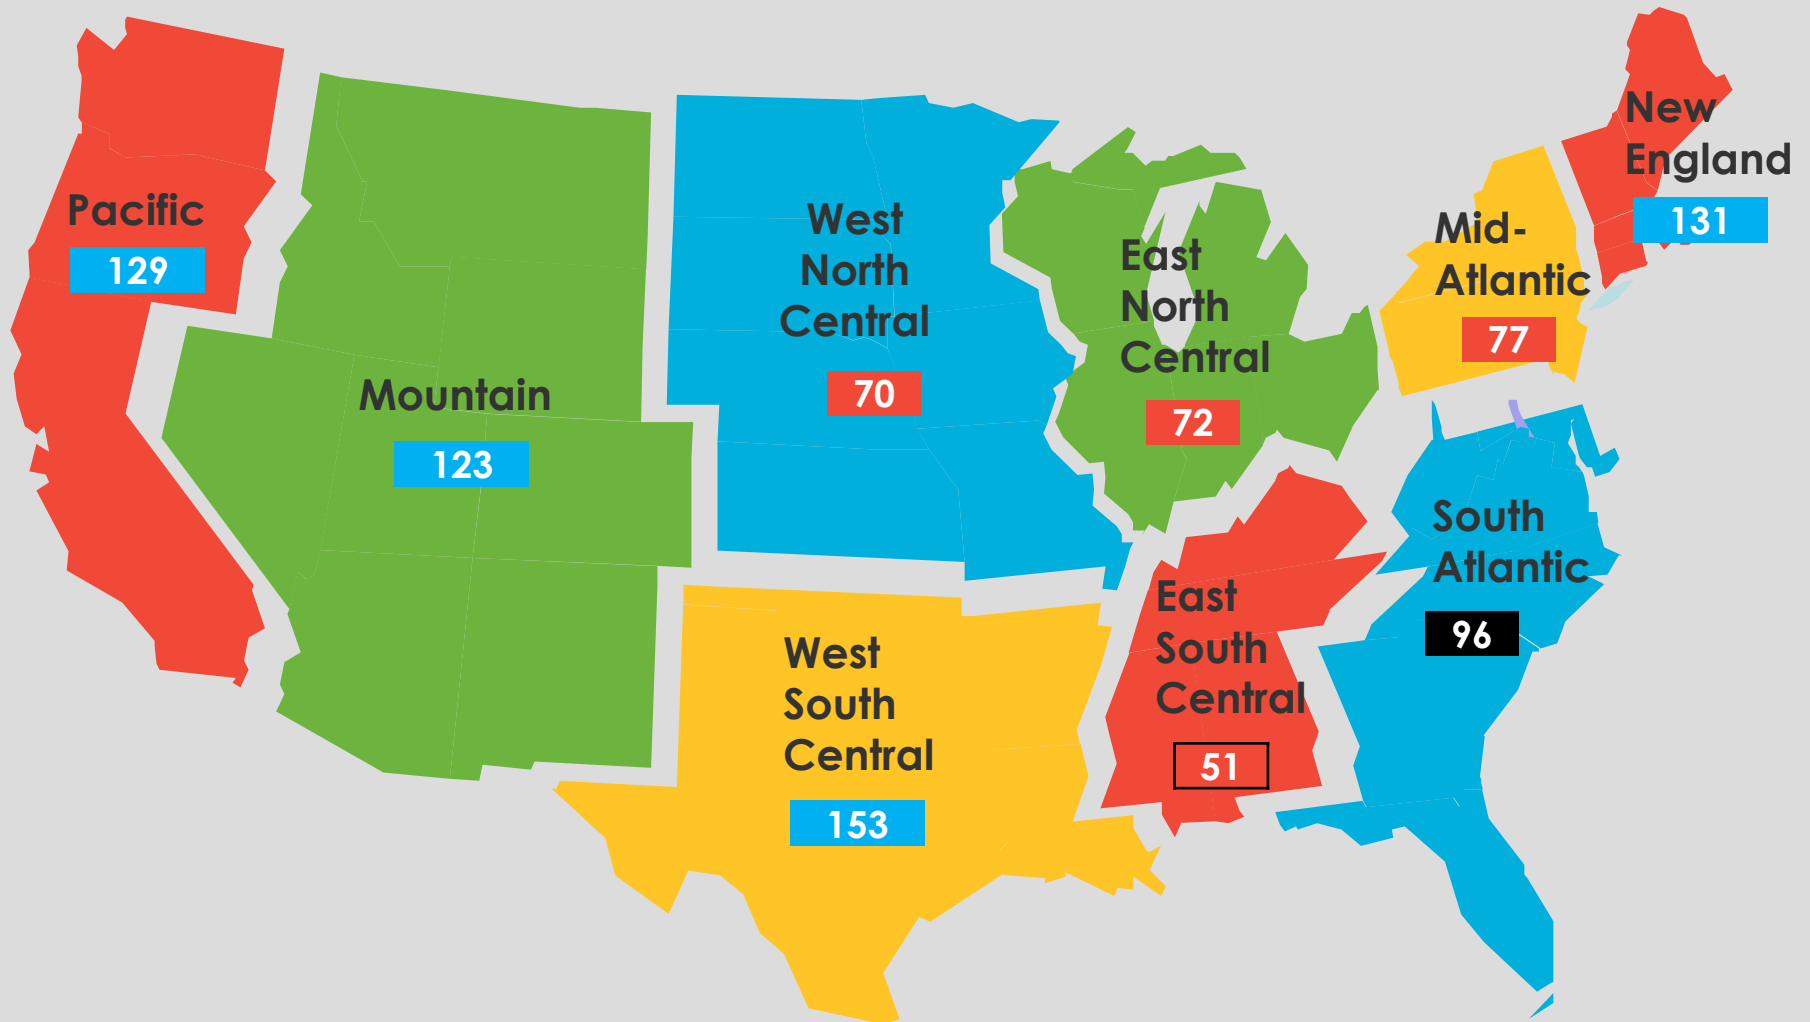 Pacific
129
Mountain
123
West
North
Central
70
West
South
Central
153
East
North
Central
72
East
South
Central
51
Mid-
Atlantic
77
New
England
131
South
Atlantic
96